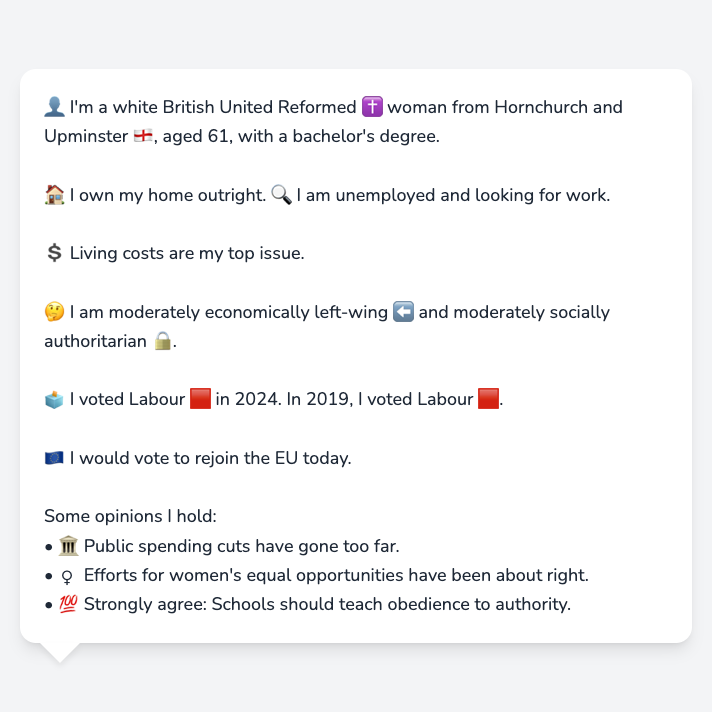 👤 I'm a white British United Reformed ✝️ woman from Hornchurch and
Upminster 🏴󠁧󠁢󠁥󠁮󠁧󠁿, aged 61, with a bachelor's degree.
🏠 I own my home outright. 🔍 I am unemployed and looking for work.
💲 Living costs are my top issue.
🤔 I am moderately economically left-wing ⬅️ and moderately socially
authoritarian 🔒.
🗳️ I voted Labour 🟥 in 2024. In 2019, I voted Labour 🟥.
🇪🇺 I would vote to rejoin the EU today.
Some opinions I hold:
• 🏛️ Public spending cuts have gone too far.
• ♀ Efforts for women's equal opportunities have been about right.
• 💯 Strongly agree: Schools should teach obedience to authority.